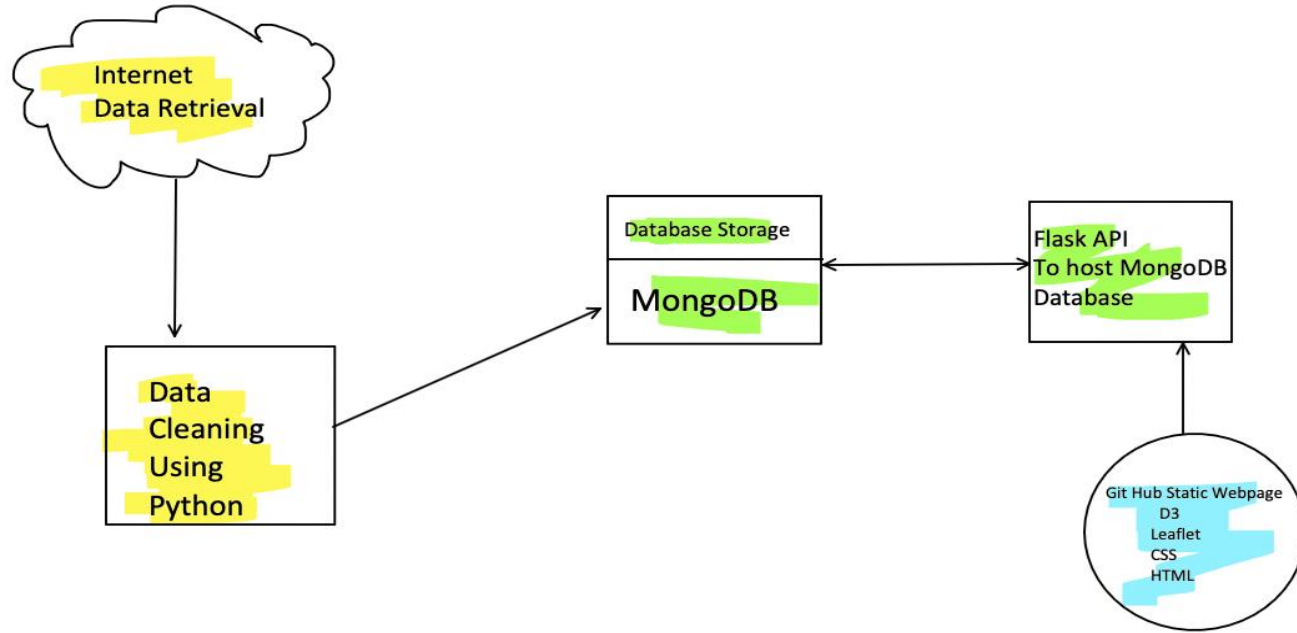 Internet
Data Retrieval
Data
Cleaning
Using
Python
Database Storage
MongoDB
Flask API
To host MongoDB
Database
Git Hub Static Webpage
D3
Leaflet
CSS
HTML